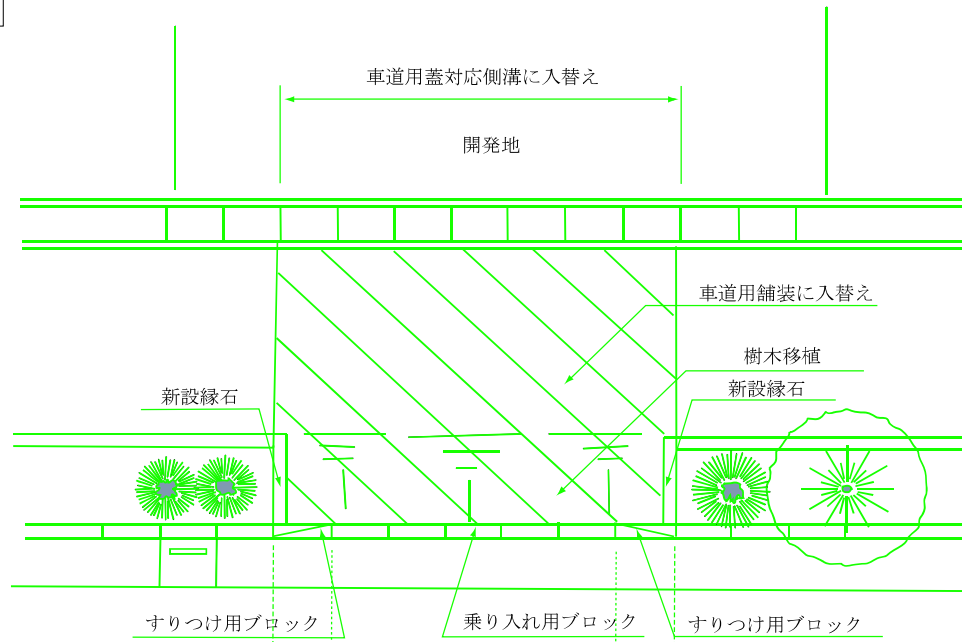 車道用蓋対応側溝に入替え
開発地
車道用舗装に入替え
樹木移植
新設縁石
新設縁石
すりつけ用ブロック
乗り入れ用ブロック
すりつけ用ブロック